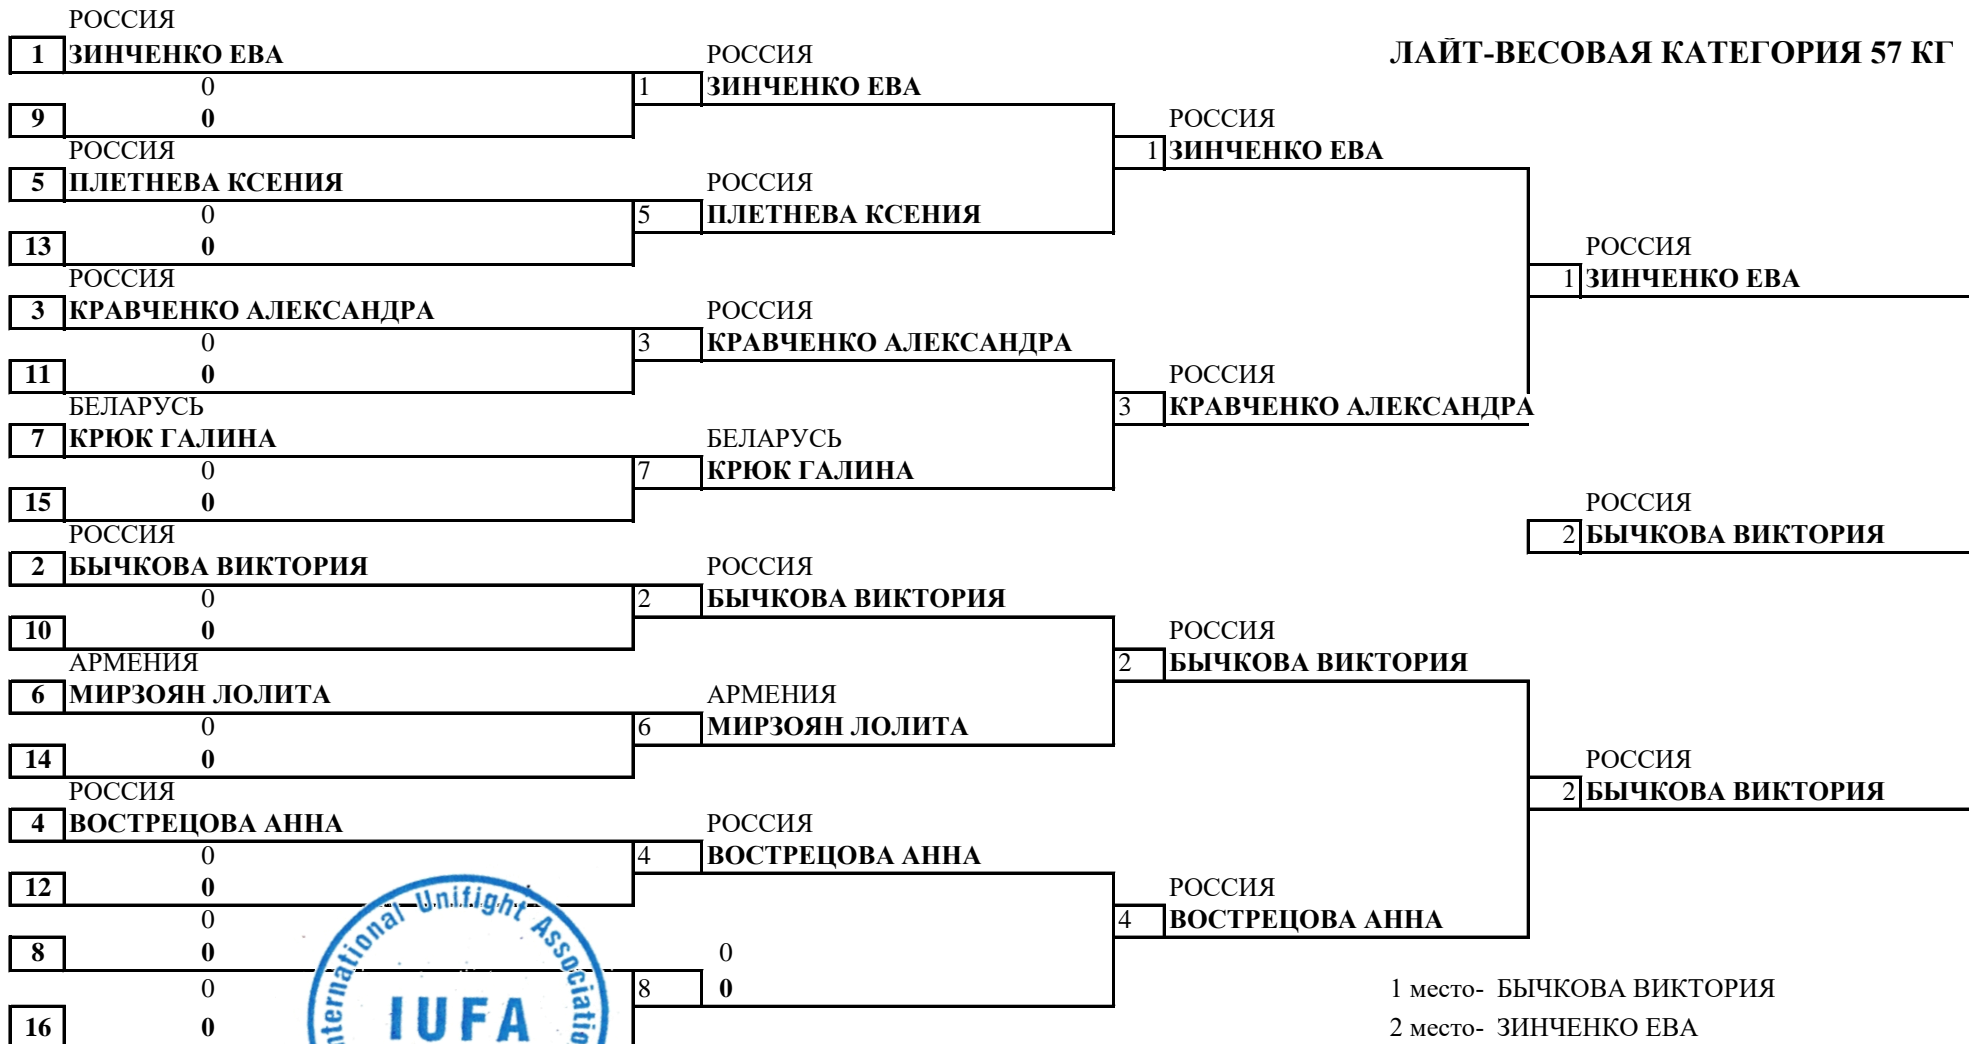 РОССИЯ
1 ЗИНЧЕНКО ЕВА
РОССИЯ
ЛАЙТ-ВЕСОВАЯ КАТЕГОРИЯ 57 КГ
0
1 ЗИНЧЕНКО ЕВА
9 0
РОССИЯ
РОССИЯ
1 ЗИНЧЕНКО ЕВА
5 ПЛЕТНЕВА КСЕНИЯ
РОССИЯ
0
5 ПЛЕТНЕВА КСЕНИЯ
13 0
РОССИЯ
РОССИЯ
1 ЗИНЧЕНКО ЕВА
3 КРАВЧЕНКО АЛЕКСАНДРА
РОССИЯ
0
3 КРАВЧЕНКО АЛЕКСАНДРА
11 0
РОССИЯ
БЕЛАРУСЬ
3 КРАВЧЕНКО АЛЕКСАНДРА
7 КРЮК ГАЛИНА
БЕЛАРУСЬ
0
7 КРЮК ГАЛИНА
15 0
РОССИЯ
РОССИЯ
2 БЫЧКОВА ВИКТОРИЯ
2 БЫЧКОВА ВИКТОРИЯ
РОССИЯ
0
2 БЫЧКОВА ВИКТОРИЯ
10 0
РОССИЯ
АРМЕНИЯ
2 БЫЧКОВА ВИКТОРИЯ
6 МИРЗОЯН ЛОЛИТА
АРМЕНИЯ
0
6 МИРЗОЯН ЛОЛИТА
14 0
РОССИЯ
РОССИЯ
2 БЫЧКОВА ВИКТОРИЯ
4 ВОСТРЕЦОВА АННА
РОССИЯ
0
4 ВОСТРЕЦОВА АННА
12 0
РОССИЯ
0
4 ВОСТРЕЦОВА АННА
8 0
0
0
8 0
16 0
International Unifight Association
IUFA
1 место- БЫЧКОВА ВИКТОРИЯ
2 место- ЗИНЧЕНКО ЕВА